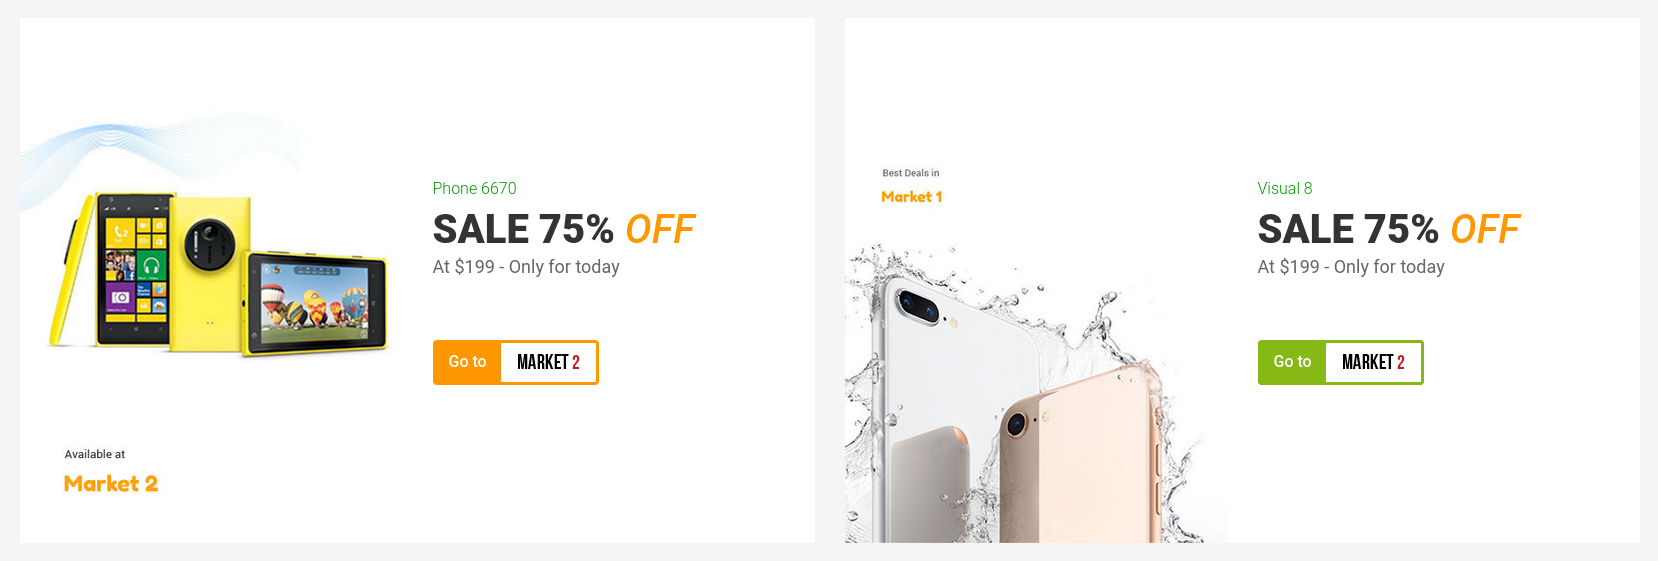 Phone 6670
SALE 75% OFF
At $199 - Only for today
Go to MARKET 2
Available at
Market 2
Best Deals in
Market 1
Visual 8
SALE 75% OFF
At $199 - Only for today
Go to MARKET 2